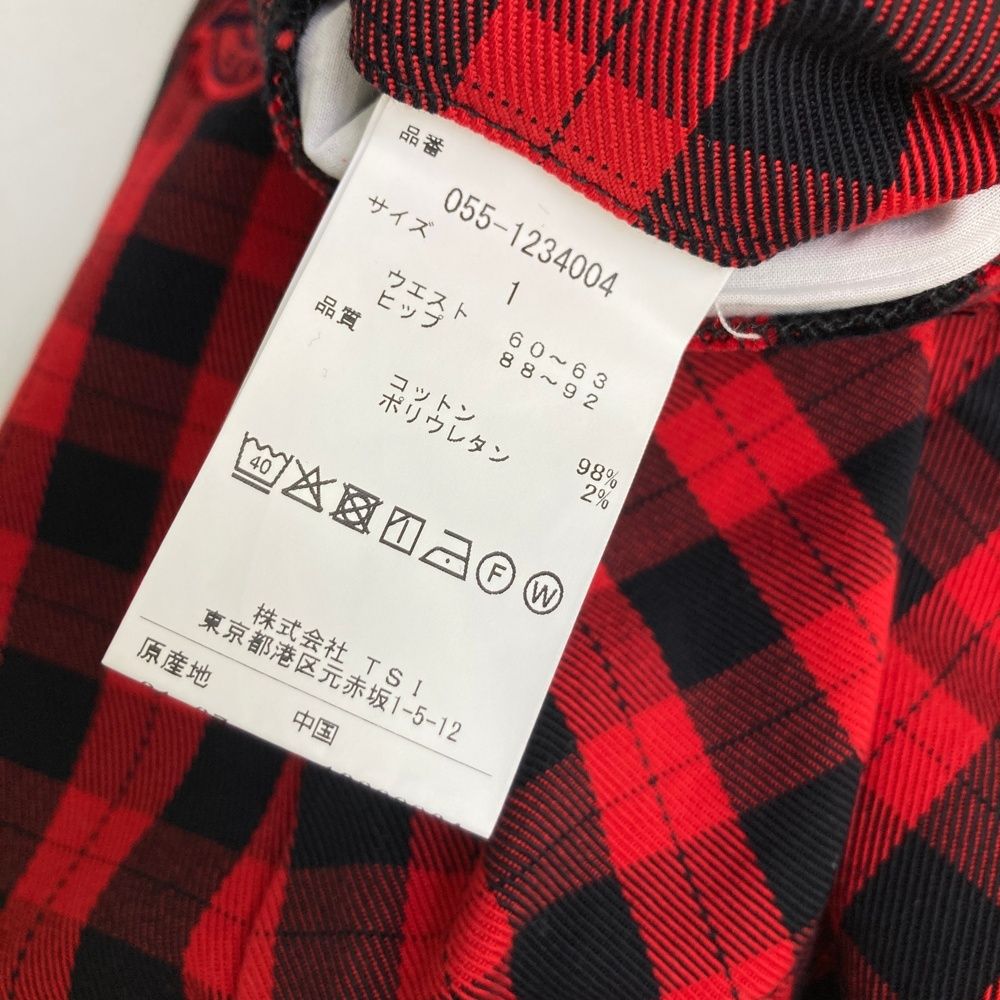 品番
055-1234004
サイズ
1
ウエスト 60～63
ヒップ 88～92
品質
コットン 98%
ポリウレタン 2%
40
F W
株式会社 TSI
東京都港区元赤坂1-5-12
原産地
中国